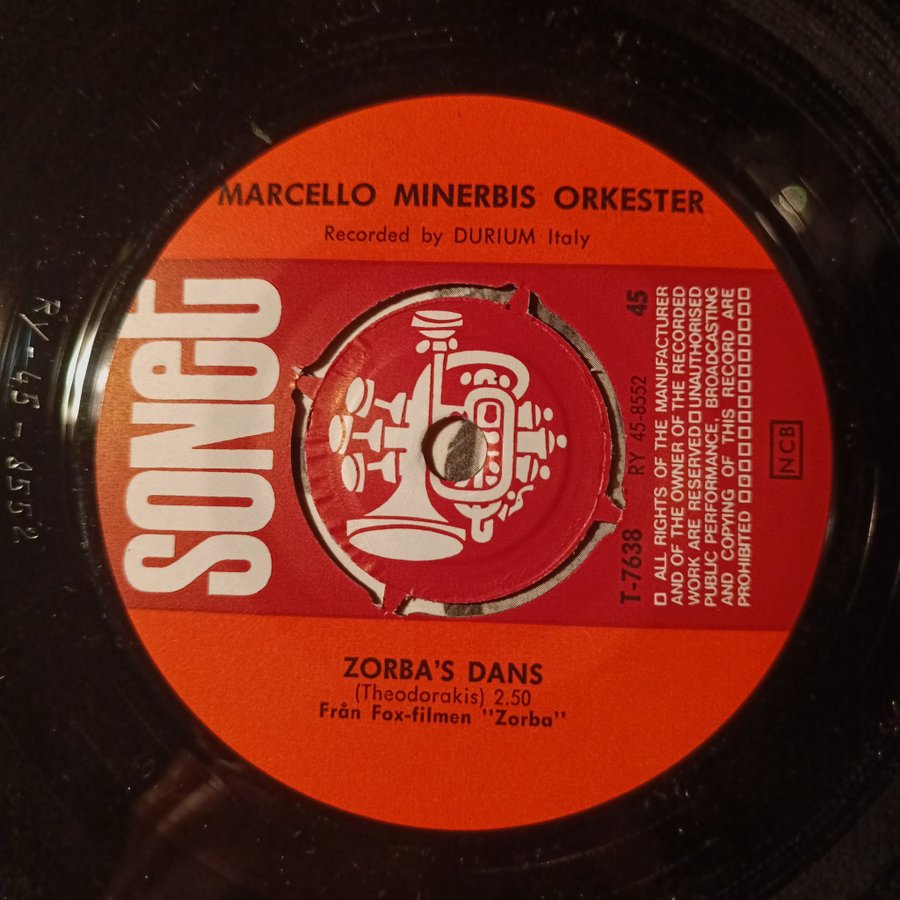 MARCELLO MINERBIS ORKESTER
Recorded by DURIUM Italy
SONET
T-7638 RY 45-8552 45
□ ALL RIGHTS OF THE MANUFACTURER
AND OF THE OWNER OF THE RECORDED
WORK ARE RESERVED □ UNAUTHORISED
PUBLIC PERFORMANCE, BROADCASTING
AND COPYING OF THIS RECORD ARE
PROHIBITED □□□□□□□□□□□□□
NCB
ZORBA'S DANS
(Theodorakis) 2.50
Från Fox-filmen "Zorba"
RY-45-8552